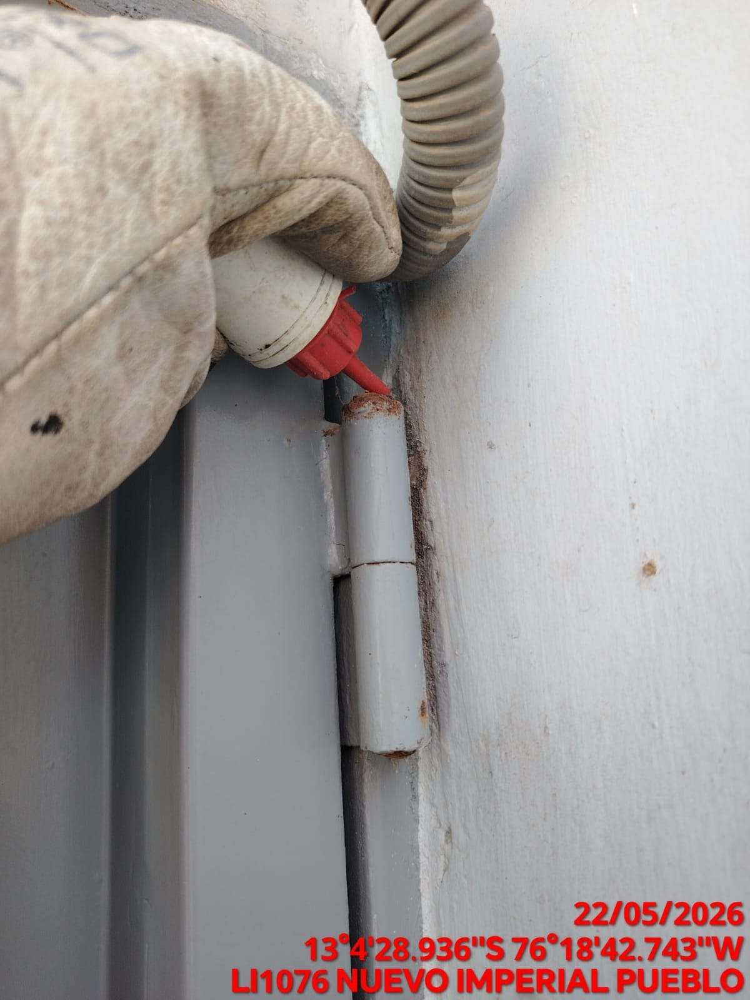 22/05/2026
13°4'28.936"S 76°18'42.743"W
LI1076 NUEVO IMPERIAL PUEBLO